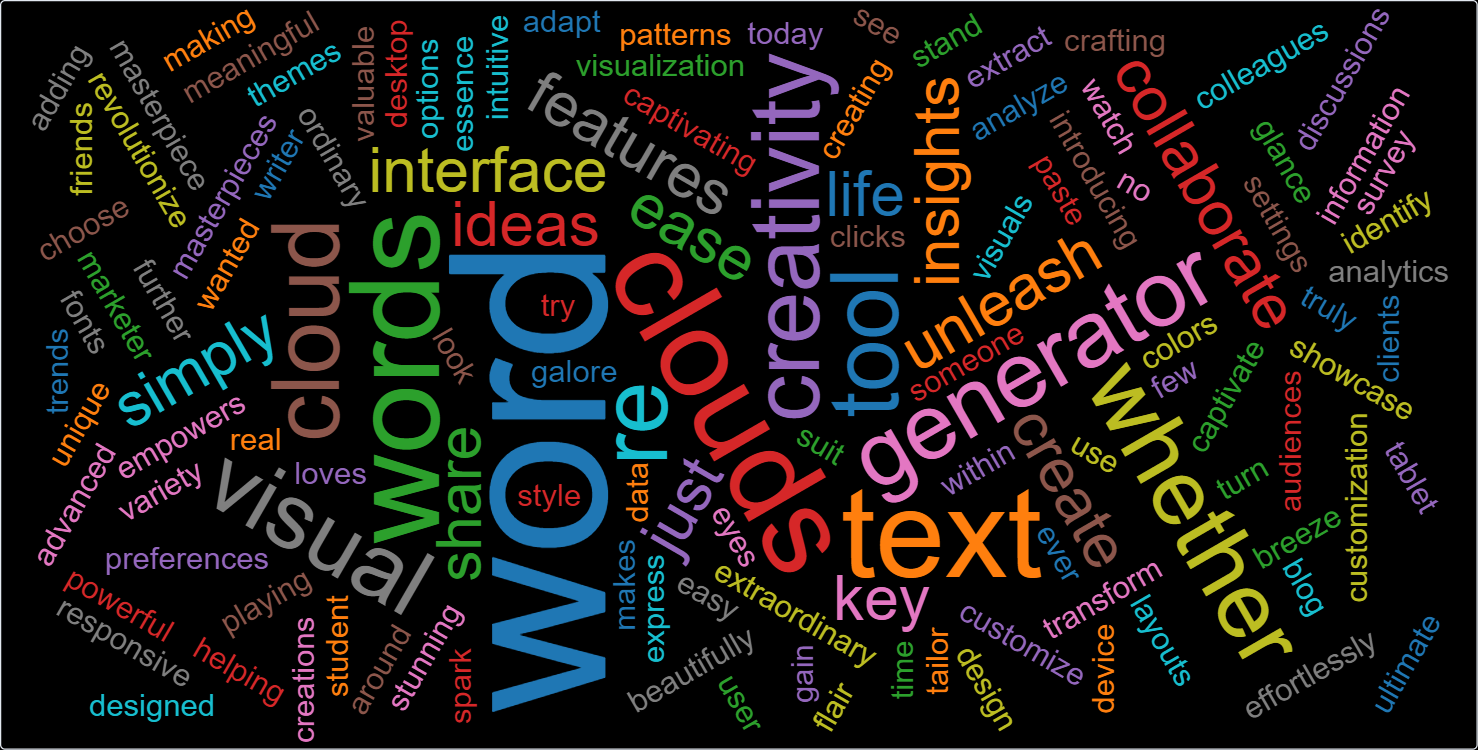 making
meaningful
adding
masterpiece
themes
revolutionize
friends
masterpieces
writer
ordinary
valuable
desktop
options
essence
intuitive
adapt
patterns
visualization
today
see
stand
extract
crafting
colleagues
discussions
features
captivating
creating
creativity
analyze
watch
introducing
collaborate
glance
information
survey
identify
interface
ideas
ease
life
clicks
insights
visuals
paste
no
settings
analytics
choose
marketer
further
wanted
fonts
trends
simply
cloud
words
look
word
try
galore
clouds
tool
unleash
someone
generator
colors
few
truly
clients
showcase
captivate
unique
empowers
real
loves
variety
advanced
visual
share
style
re
data
just
eyes
suit
text
within
create
use
whether
turn
audiences
customization
tablet
preferences
powerful
responsive
playing
helping
designed
creations
student
around
stunning
spark
makes
express
easy
extraordinary
beautifully
user
gain
flair
key
time
tailor
design
customize
ever
transform
device
layouts
breeze
blog
effortlessly
ultimate